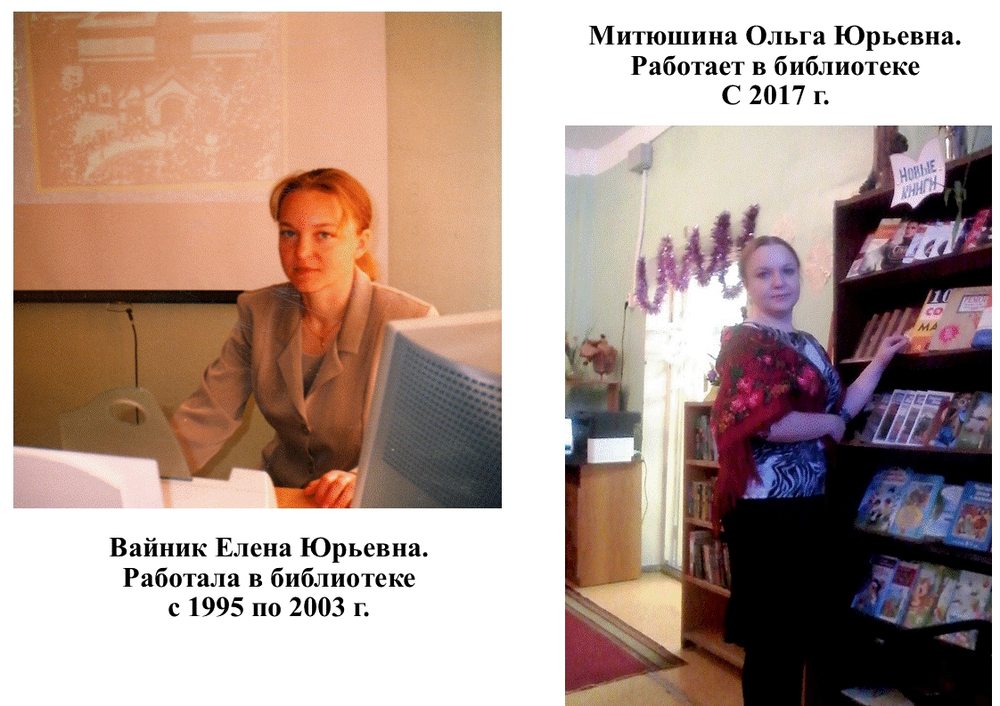 Вайник Елена Юрьевна.
Работала в библиотеке
с 1995 по 2003 г.
Митюшина Ольга Юрьевна.
Работает в библиотеке
С 2017 г.
НОВЫЕ
КНИГИ